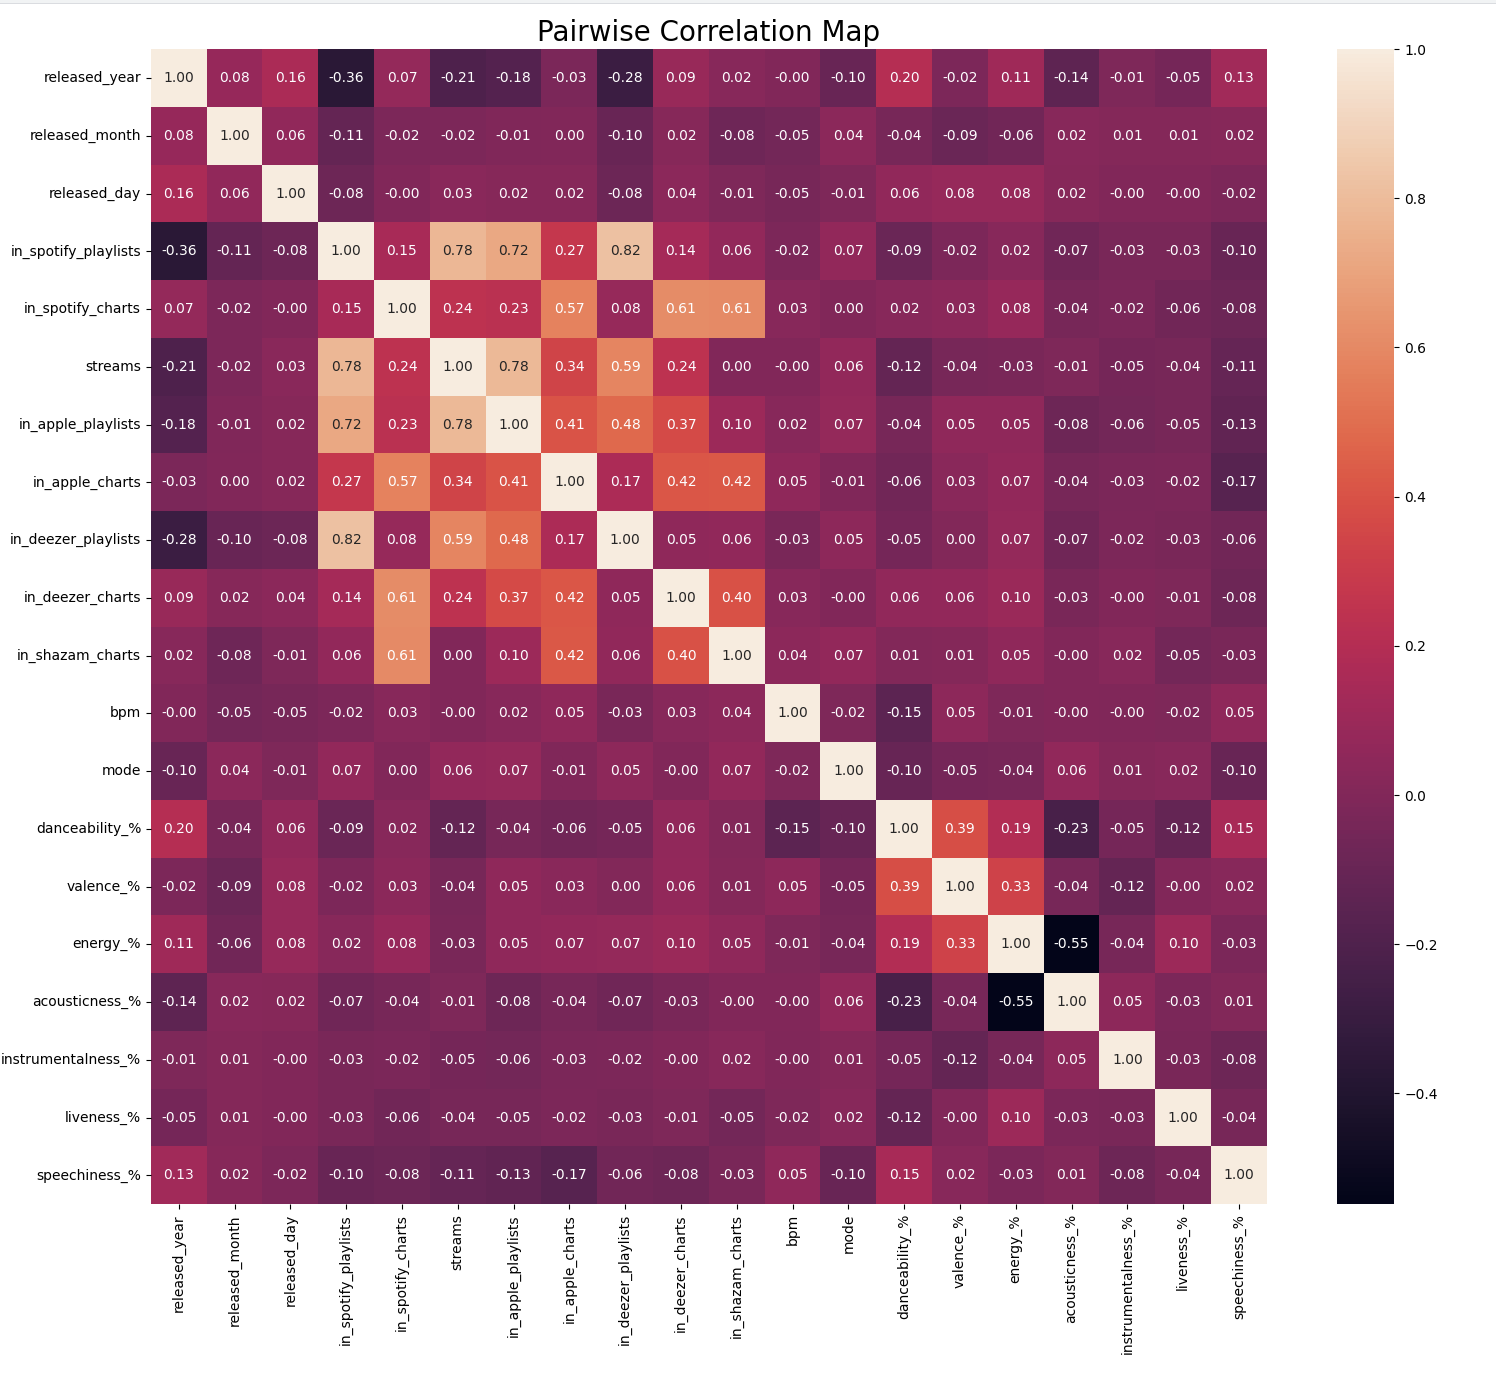 Pairwise Correlation Map
released_year 1.00 0.08 0.16 -0.36 0.07 -0.21 -0.18 -0.03 -0.28 0.09 0.02 -0.00 -0.10 0.20 -0.02 0.11 -0.14 -0.01 -0.05 0.13
released_month 0.08 1.00 0.06 -0.11 -0.02 -0.02 -0.01 0.00 -0.10 0.02 -0.08 -0.05 0.04 -0.04 -0.09 -0.06 0.02 0.01 0.01 0.02
released_day 0.16 0.06 1.00 -0.08 -0.00 0.03 0.02 0.02 -0.08 0.04 -0.01 -0.05 -0.01 0.06 0.08 0.08 0.02 -0.00 -0.00 -0.02
in_spotify_playlists -0.36 -0.11 -0.08 1.00 0.15 0.78 0.72 0.27 0.82 0.14 0.06 -0.02 0.07 -0.09 -0.02 0.02 -0.07 -0.03 -0.03 -0.10
in_spotify_charts 0.07 -0.02 -0.00 0.15 1.00 0.24 0.23 0.57 0.08 0.61 0.61 0.03 0.00 0.02 0.03 0.08 -0.04 -0.02 -0.06 -0.08
streams -0.21 -0.02 0.03 0.78 0.24 1.00 0.78 0.34 0.59 0.24 0.00 -0.00 0.06 -0.12 -0.04 -0.03 -0.01 -0.05 -0.04 -0.11
in_apple_playlists -0.18 -0.01 0.02 0.72 0.23 0.78 1.00 0.41 0.48 0.37 0.10 0.02 0.07 -0.04 0.05 0.05 -0.08 -0.06 -0.05 -0.13
in_apple_charts -0.03 0.00 0.02 0.27 0.57 0.34 0.41 1.00 0.17 0.42 0.42 0.05 -0.01 -0.06 0.03 0.07 -0.04 -0.03 -0.02 -0.17
in_deezer_playlists -0.28 -0.10 -0.08 0.82 0.08 0.59 0.48 0.17 1.00 0.05 0.06 -0.03 0.05 -0.05 0.00 0.07 -0.07 -0.02 -0.03 -0.06
in_deezer_charts 0.09 0.02 0.04 0.14 0.61 0.24 0.37 0.42 0.05 1.00 0.40 0.03 -0.00 0.06 0.06 0.10 -0.03 -0.00 -0.01 -0.08
in_shazam_charts 0.02 -0.08 -0.01 0.06 0.61 0.00 0.10 0.42 0.06 0.40 1.00 0.04 0.07 0.01 0.01 0.05 -0.00 0.02 -0.05 -0.03
bpm -0.00 -0.05 -0.05 -0.02 0.03 -0.00 0.02 0.05 -0.03 0.03 0.04 1.00 -0.02 -0.15 0.05 -0.01 -0.00 -0.00 -0.02 0.05
mode -0.10 0.04 -0.01 0.07 0.00 0.06 0.07 -0.01 0.05 -0.00 0.07 -0.02 1.00 -0.10 -0.05 -0.04 0.06 0.01 0.02 -0.10
danceability_% 0.20 -0.04 0.06 -0.09 0.02 -0.12 -0.04 -0.06 -0.05 0.06 0.01 -0.15 -0.10 1.00 0.39 0.19 -0.23 -0.05 -0.12 0.15
valence_% -0.02 -0.09 0.08 -0.02 0.03 -0.04 0.05 0.03 0.00 0.06 0.01 0.05 -0.05 0.39 1.00 0.33 -0.04 -0.12 -0.00 0.02
energy_% 0.11 -0.06 0.08 0.02 0.08 -0.03 0.05 0.07 0.07 0.10 0.05 -0.01 -0.04 0.19 0.33 1.00 -0.55 -0.04 0.10 -0.03
acousticness_% -0.14 0.02 0.02 -0.07 -0.04 -0.01 -0.08 -0.04 -0.07 -0.03 -0.00 -0.00 0.06 -0.23 -0.04 -0.55 1.00 0.05 -0.03 0.01
instrumentalness_% -0.01 0.01 -0.00 -0.03 -0.02 -0.05 -0.06 -0.03 -0.02 -0.00 0.02 -0.00 0.01 -0.05 -0.12 -0.04 0.05 1.00 -0.03 -0.08
liveness_% -0.05 0.01 -0.00 -0.03 -0.06 -0.04 -0.05 -0.02 -0.03 -0.01 -0.05 -0.02 0.02 -0.12 -0.00 0.10 -0.03 -0.03 1.00 -0.04
speechiness_% 0.13 0.02 -0.02 -0.10 -0.08 -0.11 -0.13 -0.17 -0.06 -0.08 -0.03 0.05 -0.10 0.15 0.02 -0.03 0.01 -0.08 -0.04 1.00
released_year
released_month
released_day
in_spotify_playlists
in_spotify_charts
streams
in_apple_playlists
in_apple_charts
in_deezer_playlists
in_deezer_charts
in_shazam_charts
bpm
mode
danceability_%
valence_%
energy_%
acousticness_%
instrumentalness_%
liveness_%
speechiness_%
1.0
0.8
0.6
0.4
0.2
0.0
−0.2
−0.4